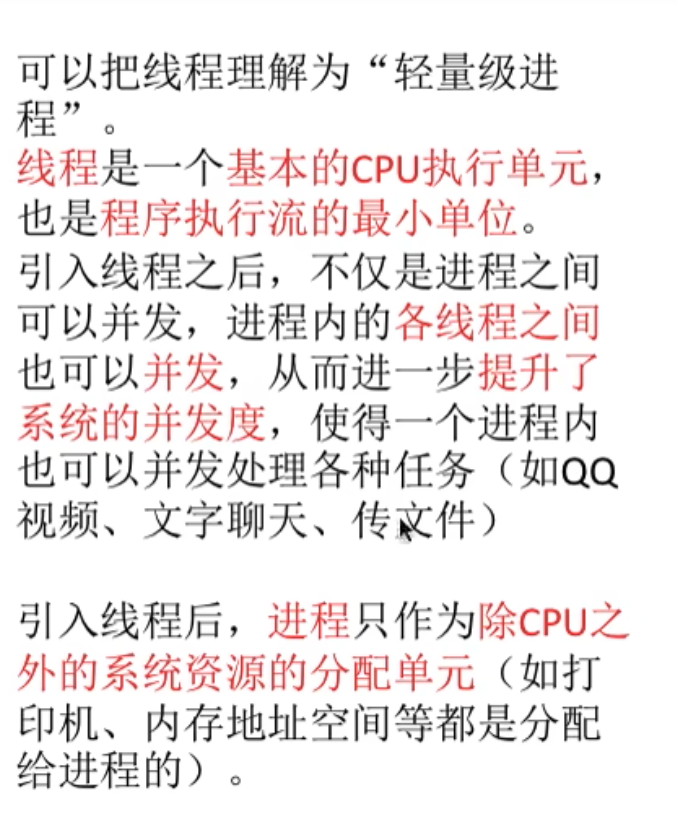 可以把线程理解为“轻量级进
程”。
线程是一个基本的CPU执行单元，
也是程序执行流的最小单位。
引入线程之后，不仅是进程之间
可以并发，进程内的各线程之间
也可以并发，从而进一步提升了
系统的并发度，使得一个进程内
也可以并发处理各种任务（如QQ
视频、文字聊天、传文件）
引入线程后，进程只作为除CPU之
外的系统资源的分配单元（如打
印机、内存地址空间等都是分配
给进程的）。